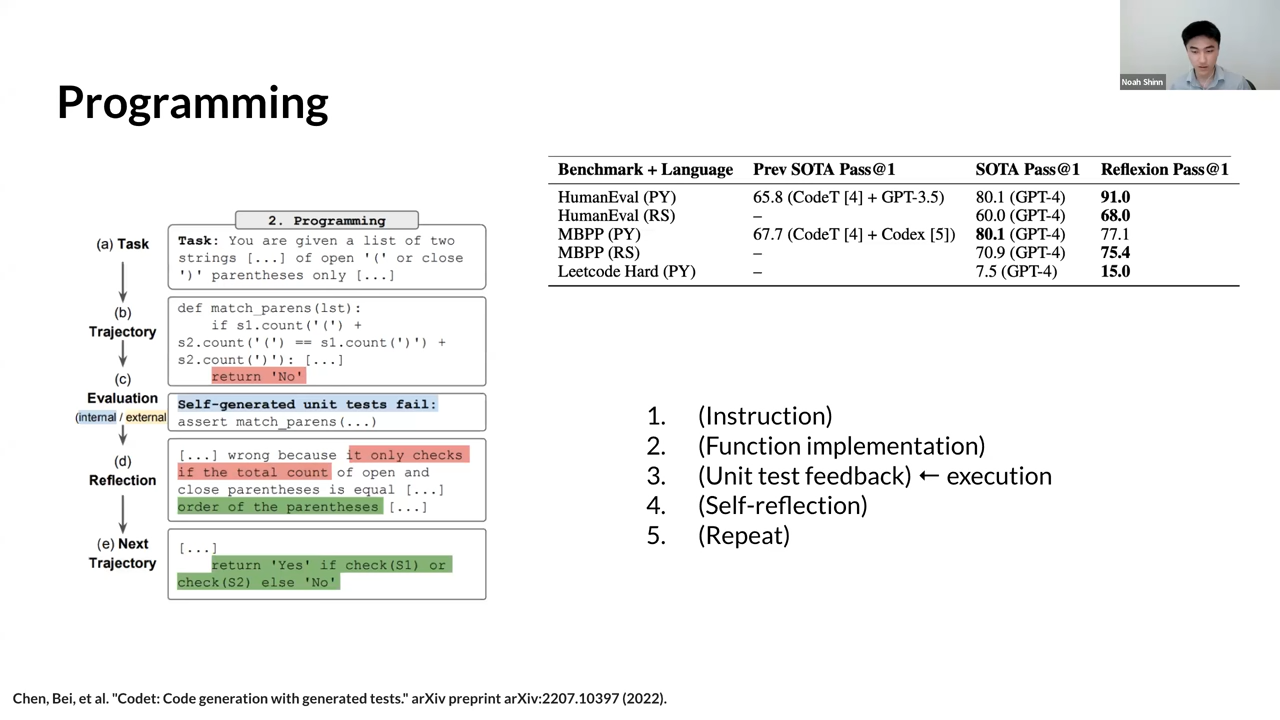 Noah Shinn
Programming
2. Programming
(a) Task
Task: You are given a list of two
strings [...] of open '(' or close
')' parentheses only [...]
(b)
Trajectory
def match_parens(lst):
if s1.count('(') +
s2.count('(') == s1.count(')') +
s2.count(')'): [...]
return 'No'
(c)
Evaluation
(internal / external
Self-generated unit tests fail:
assert match_parens(...)
(d)
Reflection
[...] wrong because it only checks
if the total count of open and
close parentheses is equal [...]
order of the parentheses [...]
(e) Next
Trajectory
[...]
return 'Yes' if check(S1) or
check(S2) else 'No'
Benchmark + Language Prev SOTA Pass@1 SOTA Pass@1 Reflexion Pass@1
HumanEval (PY) 65.8 (CodeT [4] + GPT-3.5) 80.1 (GPT-4) 91.0
HumanEval (RS) – 60.0 (GPT-4) 68.0
MBPP (PY) 67.7 (CodeT [4] + Codex [5]) 80.1 (GPT-4) 77.1
MBPP (RS) – 70.9 (GPT-4) 75.4
Leetcode Hard (PY) – 7.5 (GPT-4) 15.0
1. (Instruction)
2. (Function implementation)
3. (Unit test feedback) ← execution
4. (Self-reflection)
5. (Repeat)
Chen, Bei, et al. "Codet: Code generation with generated tests." arXiv preprint arXiv:2207.10397 (2022).